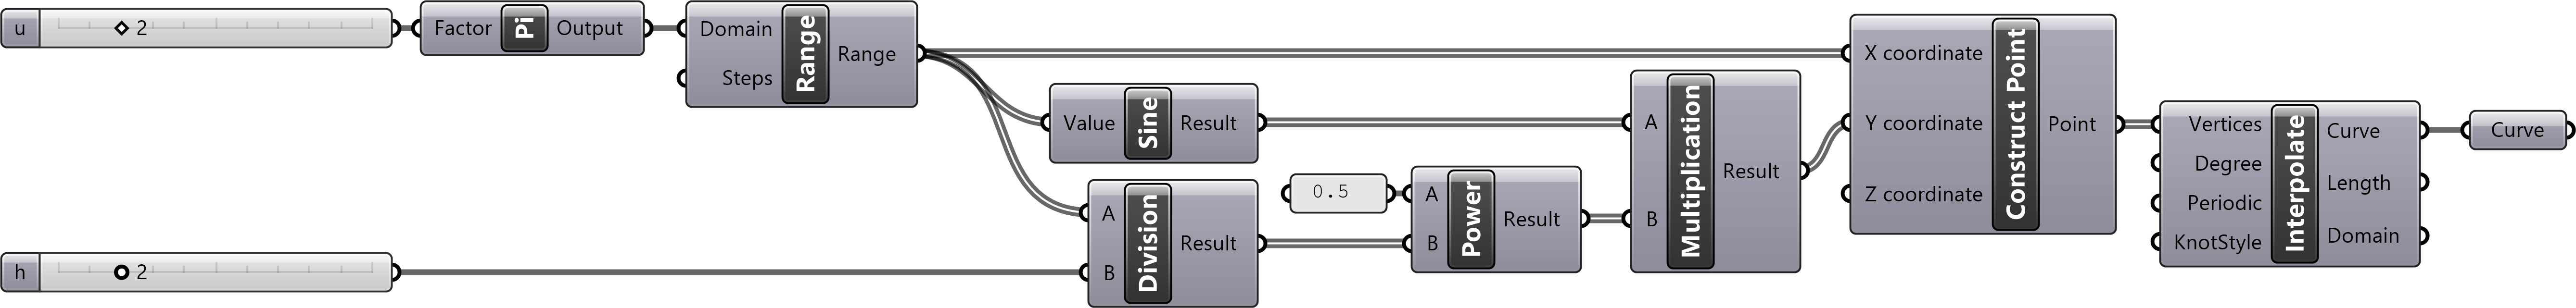 u 2
Factor Pi Output
Domain
Steps
Range
Range
Value Sine Result
h 2
A
B
Division
Result
0.5
A
B
Power
Result
A
B
Multiplication
Result
X coordinate
Y coordinate
Z coordinate
Construct Point
Point
Vertices
Degree
Periodic
KnotStyle
Interpolate
Curve
Length
Domain
Curve